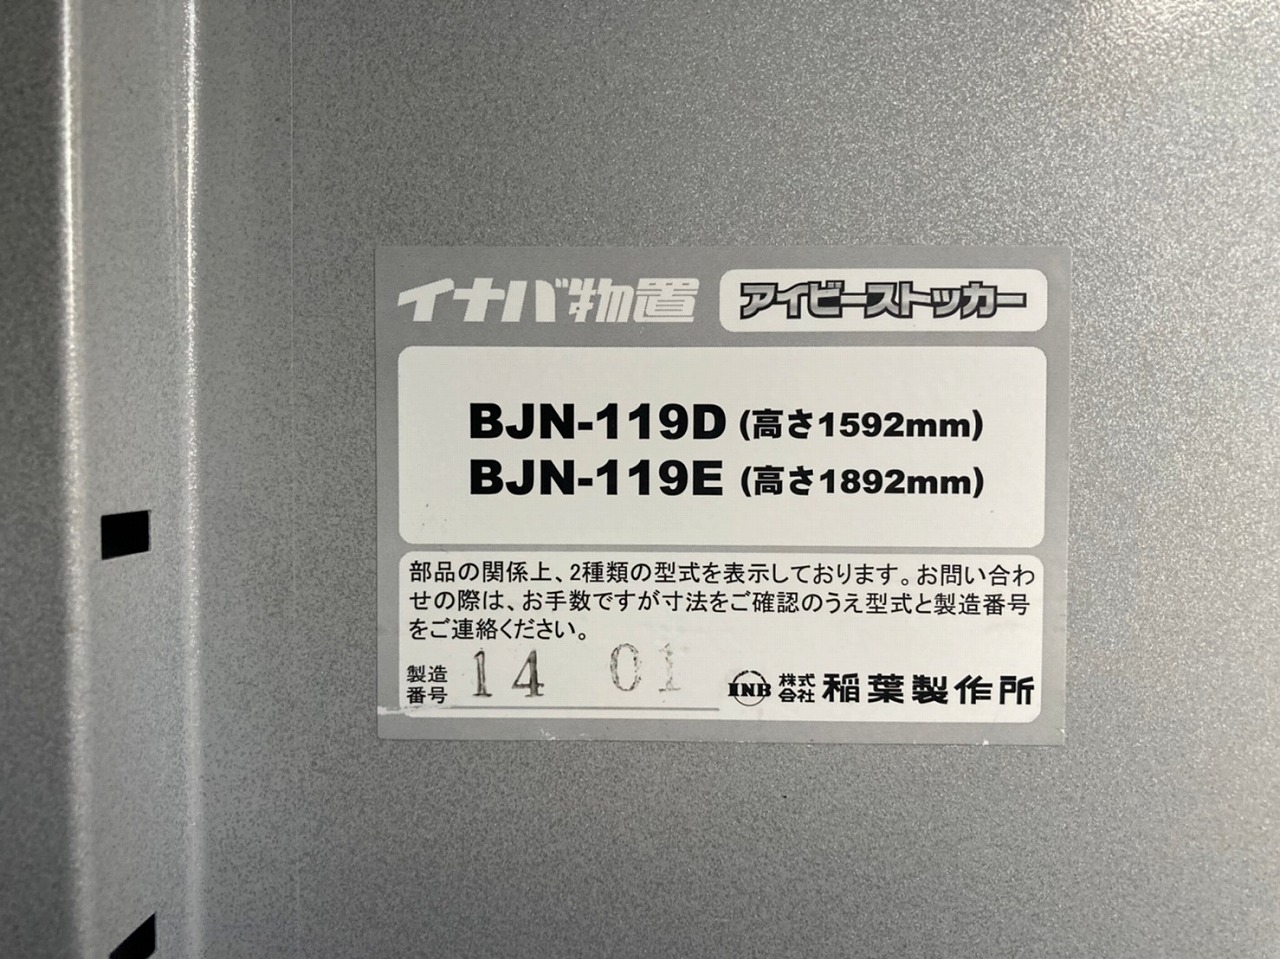 イナバ物置 アイビーストッカー
BJN-119D (高さ1592mm)
BJN-119E (高さ1892mm)
部品の関係上、2種類の型式を表示しております。お問い合わ
せの際は、お手数ですが寸法をご確認のうえ型式と製造番号
をご連絡ください。
製造番号 14 01
INB 株式会社 稲葉製作所